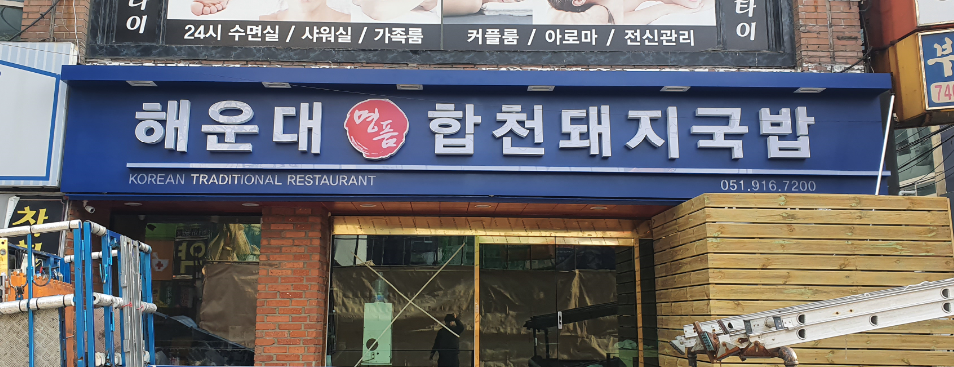 24시 수면실 / 샤워실 / 가족룸
커플룸 / 아로마 / 전신관리
타이
해운대 명품 합천돼지국밥
KOREAN TRADITIONAL RESTAURANT
051.916.7200